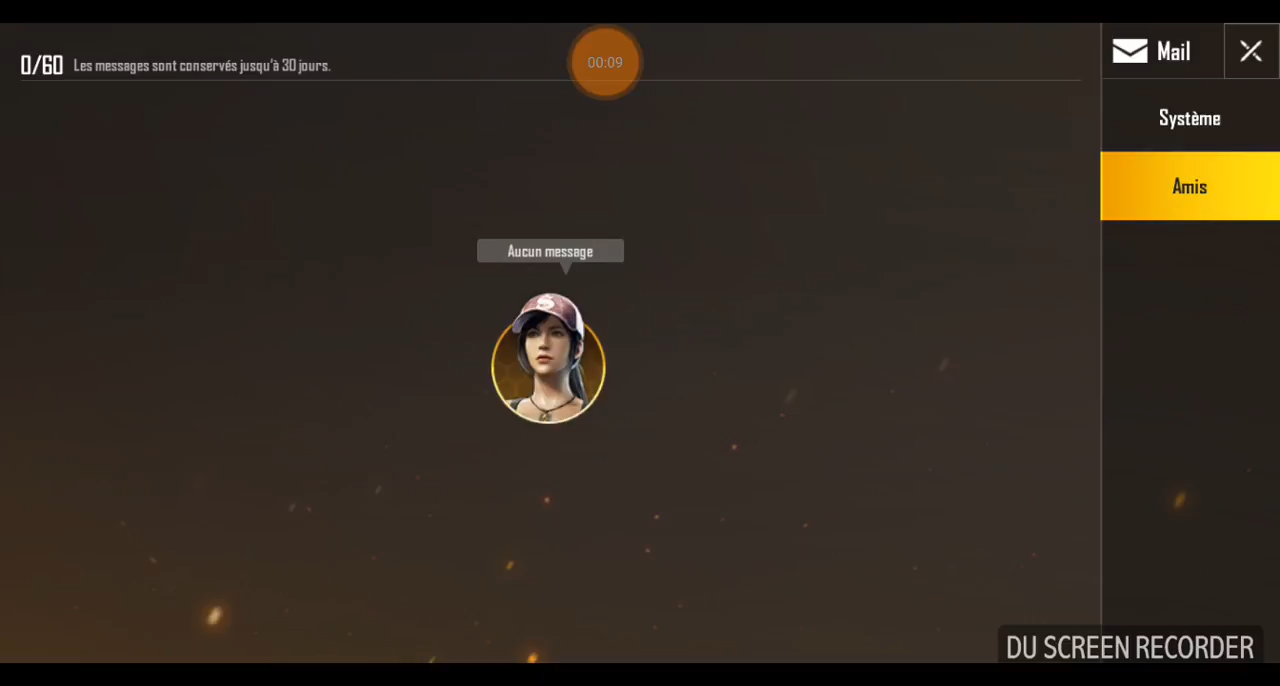 0/60 Les messages sont conservés jusqu'à 30 jours.
00:09
Mail
Système
Amis
Aucun message
S
DU SCREEN RECORDER